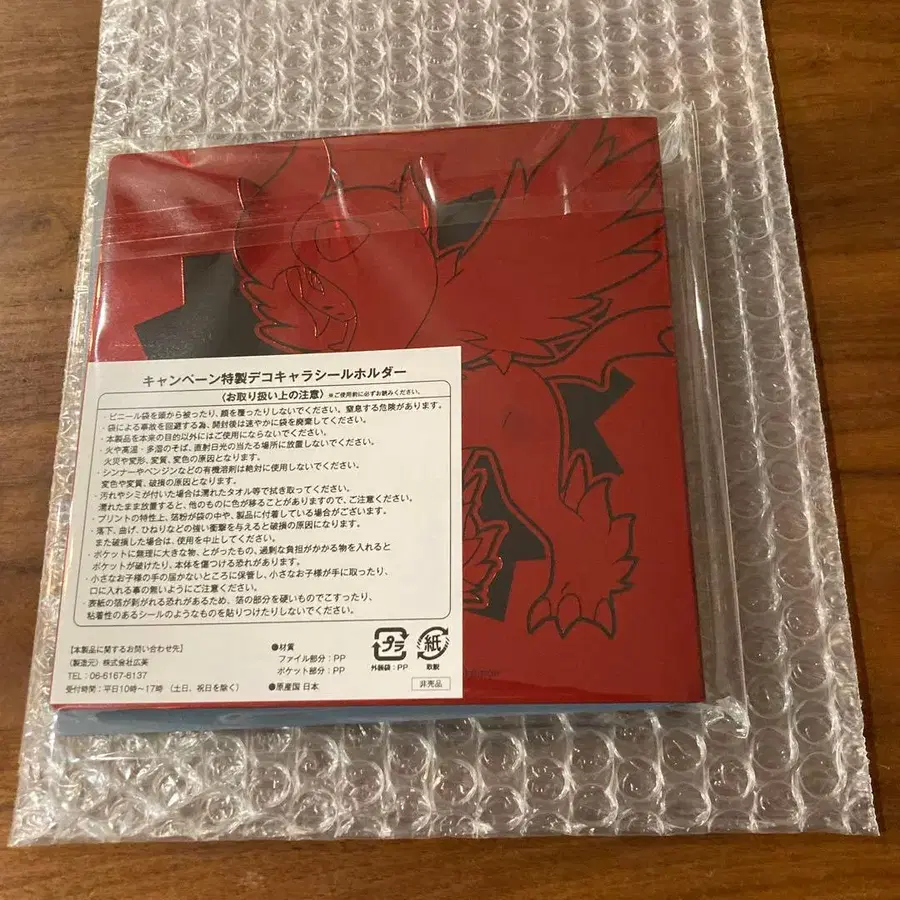 キャンペーン特製デコキャラシールホルダー
〈お取り扱い上の注意〉 ※ご使用前に必ずお読みください。
・ビニール袋を頭から被ったり、顔を覆ったりしないでください。窒息する危険があります。
・袋による事故を回避する為、開封後は速やかに袋を廃棄してください。
・本製品を本来の目的以外にはご使用にならないでください。
・火や高温・多湿のそば、直射日光の当たる場所に放置しないでください。
火災や変形、変質、変色の原因となります。
・シンナーやベンジンなどの有機溶剤は絶対に使用しないでください。
変色や変質、破損の原因となります。
・汚れやシミが付いた場合は濡れたタオル等で拭き取ってください。
濡れたまま放置すると、他のものに色が移ることがありますので、ご注意ください。
・プリントの特性上、箔粉が袋の中や、製品に付着している場合がございます。
・落下、曲げ、ひねりなどの強い衝撃を与えると破損の原因になります。
また破損した場合は、使用を中止してください。
・ポケットに無理に大きな物、とがったもの、過剰な負担がかかる物を入れると
ポケットが破けたり、本体を傷つける恐れがあります。
・小さなお子様の手の届かないところに保管し、小さなお子様が手に取ったり、
口に入れる事の無いようにご注意ください。
・表紙の箔が剥がれる恐れがあるため、箔の部分を硬いものでこすったり、
粘着性のあるシールのようなものを貼りつけたりしないでください。
【本製品に関するお問い合わせ先】
（製造元）株式会社広美
TEL：06-6167-6137
受付時間：平日10時〜17時（土日、祝日を除く）
●材質
ファイル部分：PP
ポケット部分：PP
●原産国 日本
プラ
外装袋：PP
紙
取説
非売品